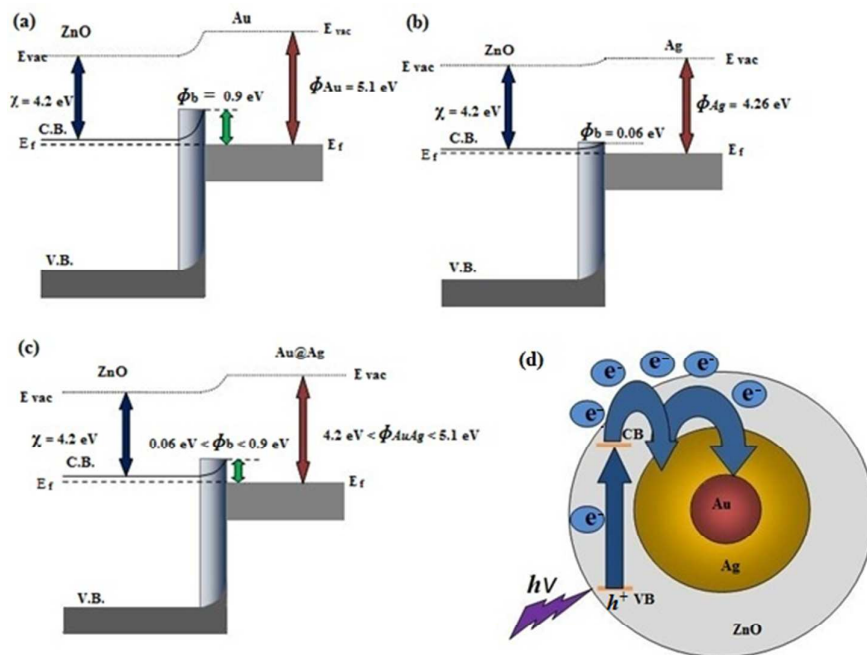 (a)
Au
ZnO
E vac
Evac
ϕb = 0.9 eV
ϕAu = 5.1 eV
χ = 4.2 eV
C.B.
Ef
Ef
V.B.
(b)
ZnO
Ag
E vac
E vac
χ = 4.2 eV
ϕAg = 4.26 eV
ϕb = 0.06 eV
C.B.
Ef
Ef
V.B.
(c)
Au@Ag
ZnO
E vac
E vac
χ = 4.2 eV
0.06 eV < ϕb < 0.9 eV
4.2 eV < ϕAuAg < 5.1 eV
C.B.
Ef
Ef
V.B.
(d)
e-
e-
e-
e-
e-
e-
CB
Au
e-
Ag
hV
h+ VB
ZnO